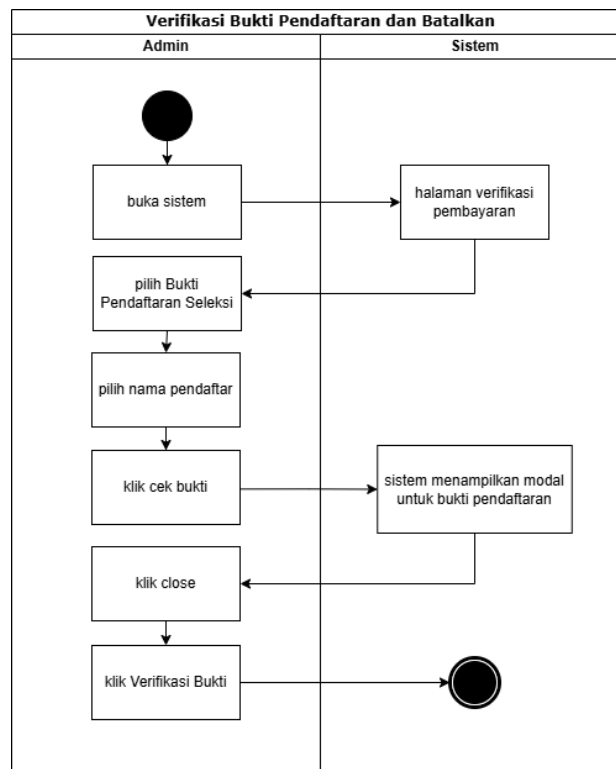 Verifikasi Bukti Pendaftaran dan Batalkan
Admin
Sistem
buka sistem
halaman verifikasi
pembayaran
pilih Bukti
Pendaftaran Seleksi
pilih nama pendaftar
klik cek bukti
sistem menampilkan modal
untuk bukti pendaftaran
klik close
klik Verifikasi Bukti